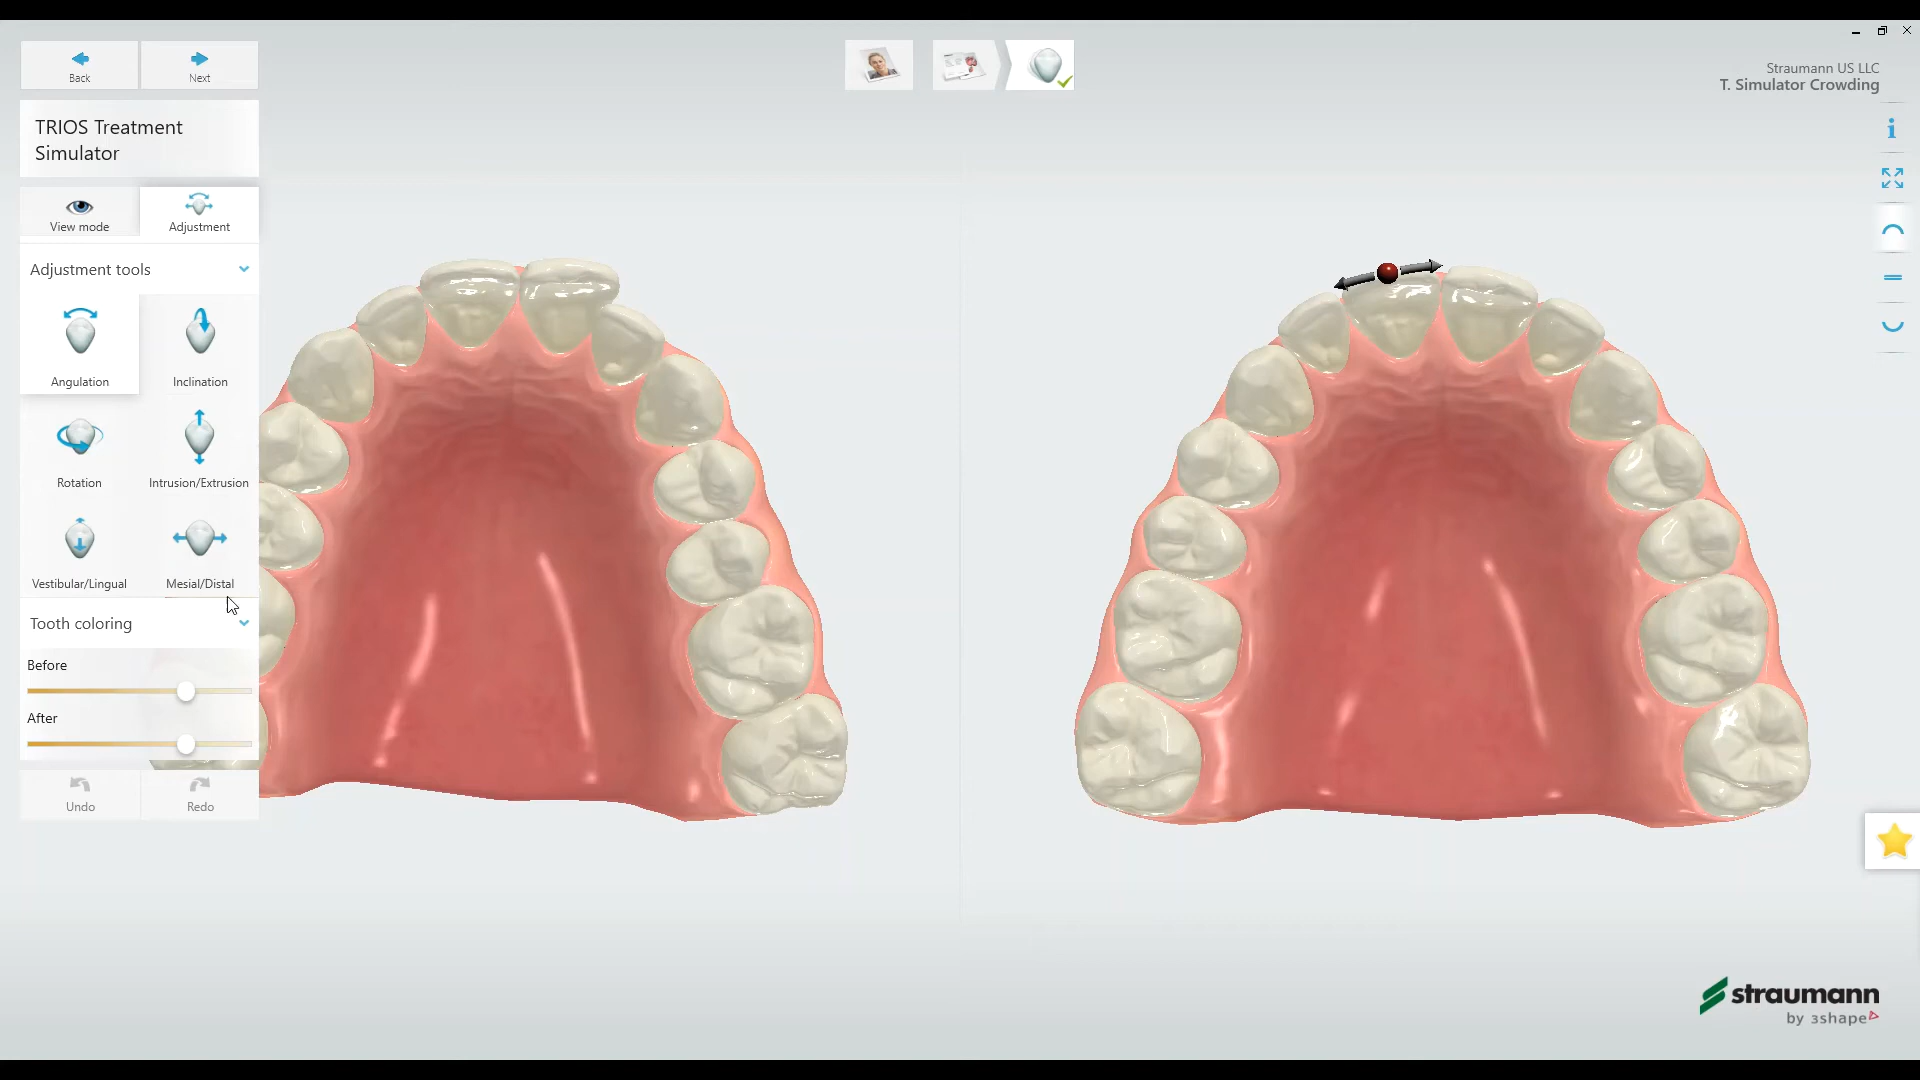 Back
Next
Straumann US LLC
T. Simulator Crowding
TRIOS Treatment
Simulator
View mode
Adjustment
Adjustment tools
Angulation
Inclination
Rotation
Intrusion/Extrusion
Vestibular/Lingual
Mesial/Distal
Tooth coloring
Before
After
Undo
Redo
straumann
by 3shape